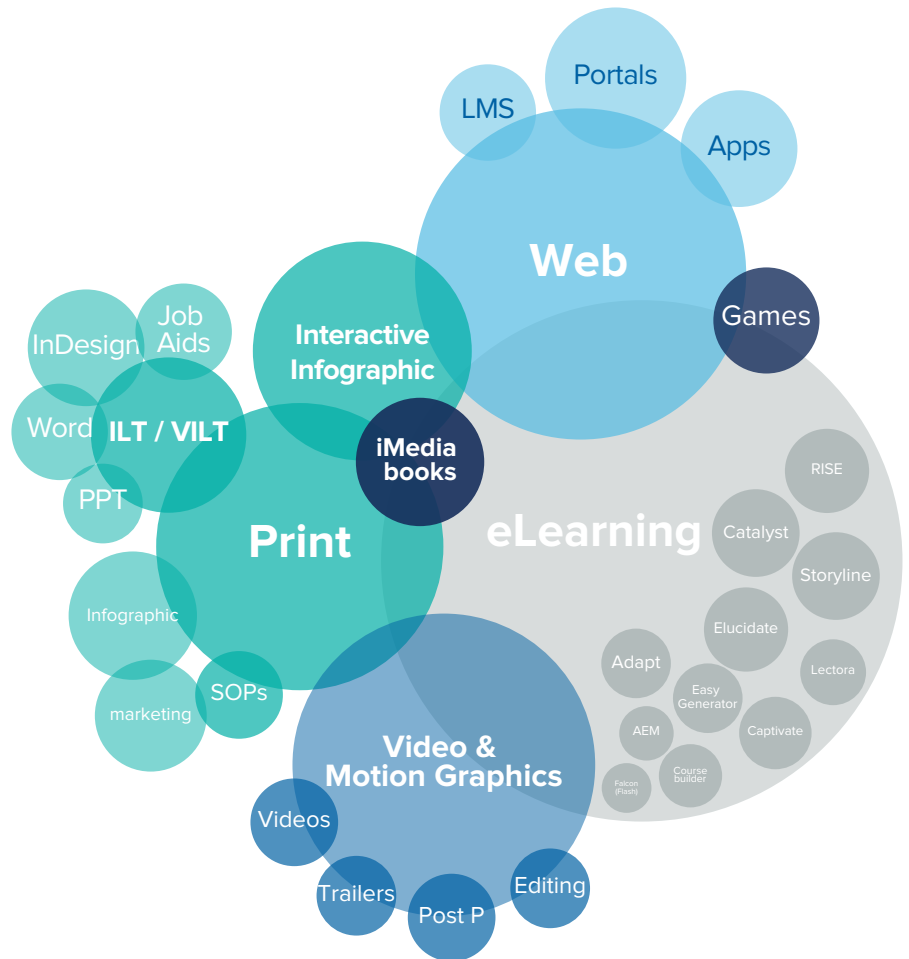 Portals
LMS
Apps
Web
Games
Interactive
Infographic
Job
Aids
InDesign
Word
ILT / VILT
PPT
iMedia
books
Print
eLearning
RISE
Catalyst
Storyline
Elucidate
Adapt
Lectora
Easy
Generator
AEM
Captivate
Course
builder
Falcon
(Flash)
Infographic
SOPs
marketing
Video &
Motion Graphics
Videos
Trailers
Post P
Editing